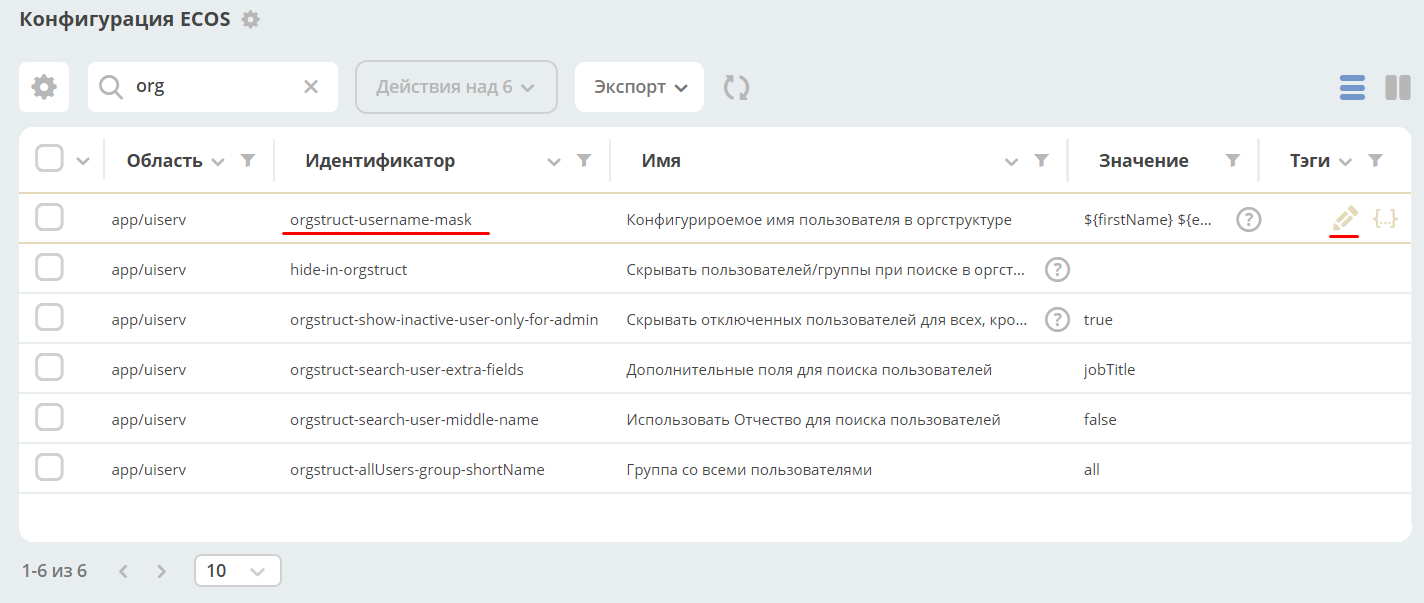 Конфигурация ECOS
org Действия над 6 Экспорт
Область Идентификатор Имя Значение Тэги
app/uiserv orgstruct-username-mask Конфигурироемое имя пользователя в оргструктуре ${firstName} ${e... ? {...}
app/uiserv hide-in-orgstruct Скрывать пользователей/группы при поиске в оргст... ?
app/uiserv orgstruct-show-inactive-user-only-for-admin Скрывать отключенных пользователей для всех, кро... ? true
app/uiserv orgstruct-search-user-extra-fields Дополнительные поля для поиска пользователей jobTitle
app/uiserv orgstruct-search-user-middle-name Использовать Отчество для поиска пользователей false
app/uiserv orgstruct-allUsers-group-shortName Группа со всеми пользователями all
1-6 из 6 10